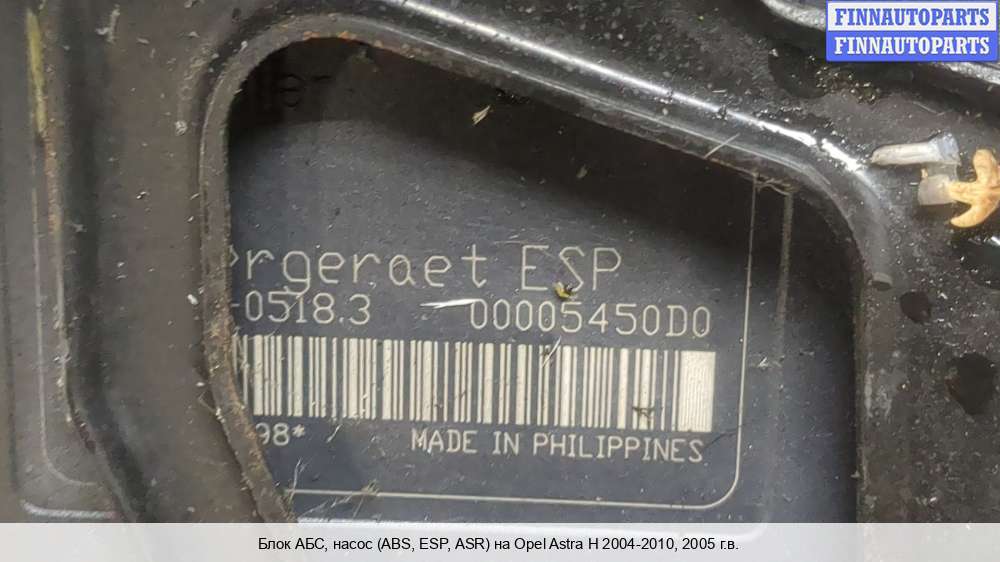 FINNAUTOPARTS
FINNAUTOPARTS
rgeraet ESP
-0518.3 00005450D0
98* MADE IN PHILIPPINES
Блок АБС, насос (ABS, ESP, ASR) на Opel Astra H 2004-2010, 2005 г.в.